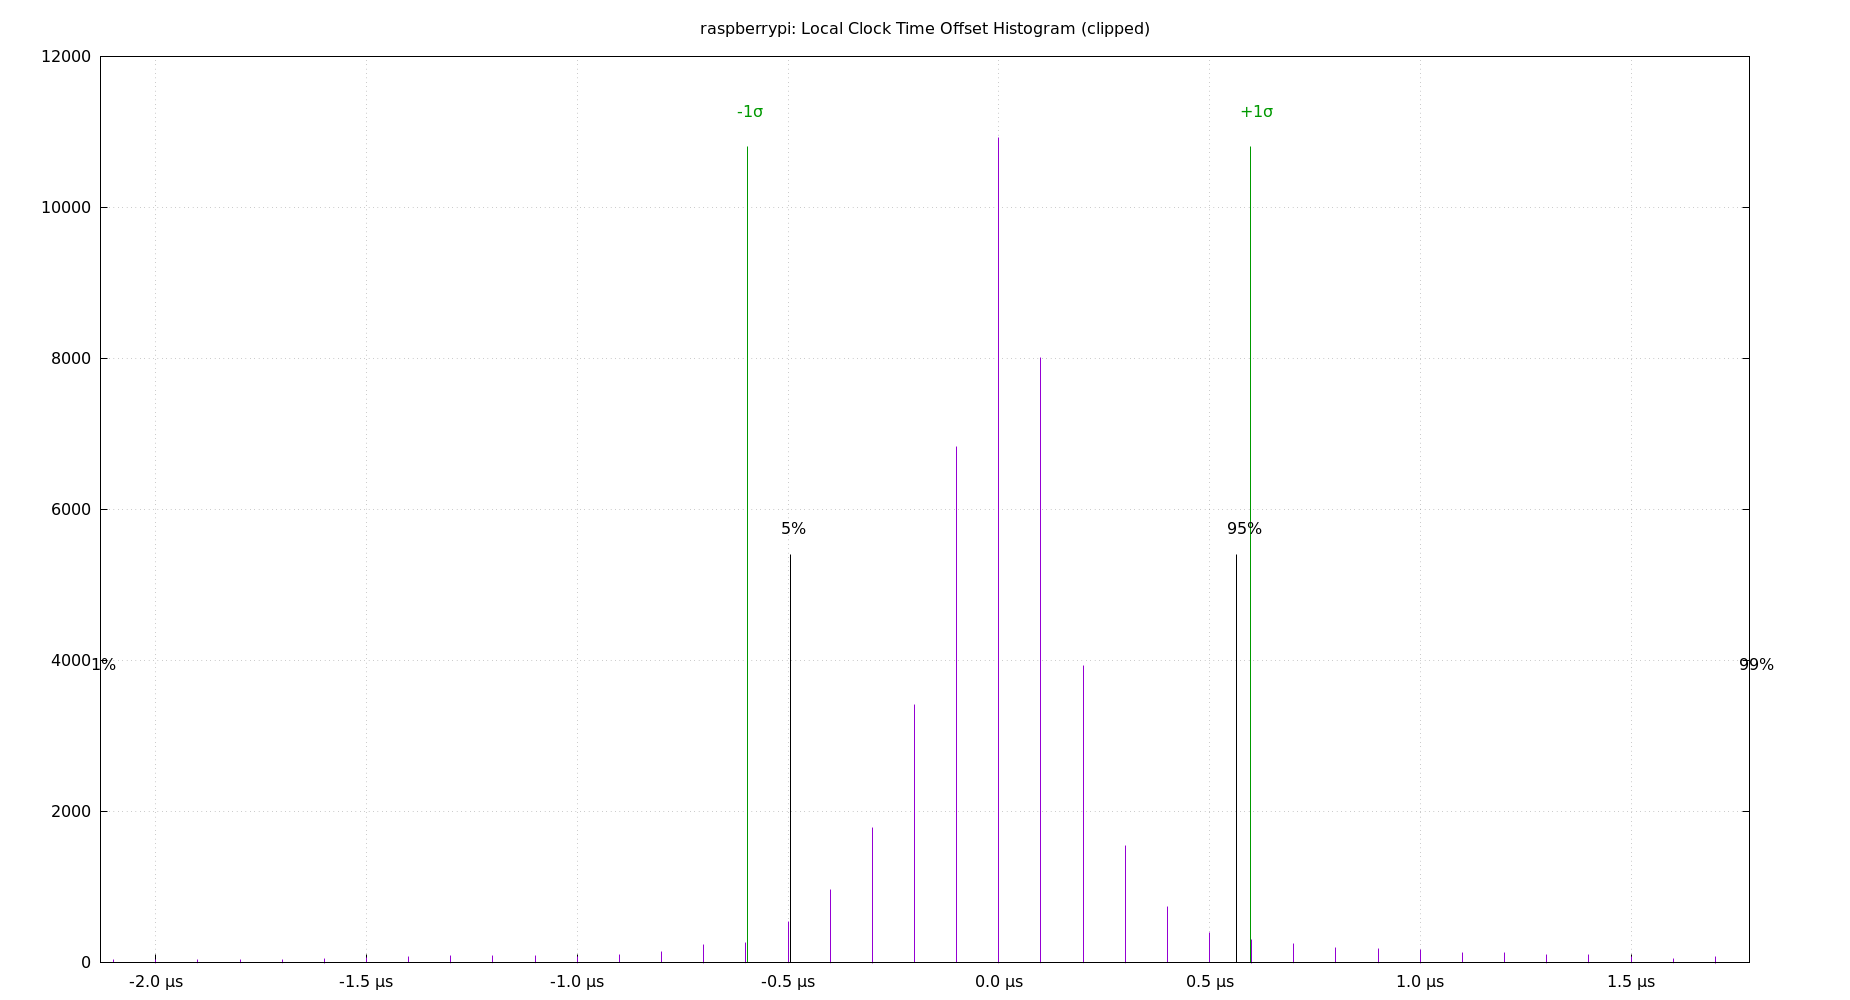 raspberrypi: Local Clock Time Offset Histogram (clipped)
12000
-1σ
+1σ
10000
8000
6000
5%
95%
4000
1%
99%
2000
0
-2.0 µs
-1.5 µs
-1.0 µs
-0.5 µs
0.0 µs
0.5 µs
1.0 µs
1.5 µs